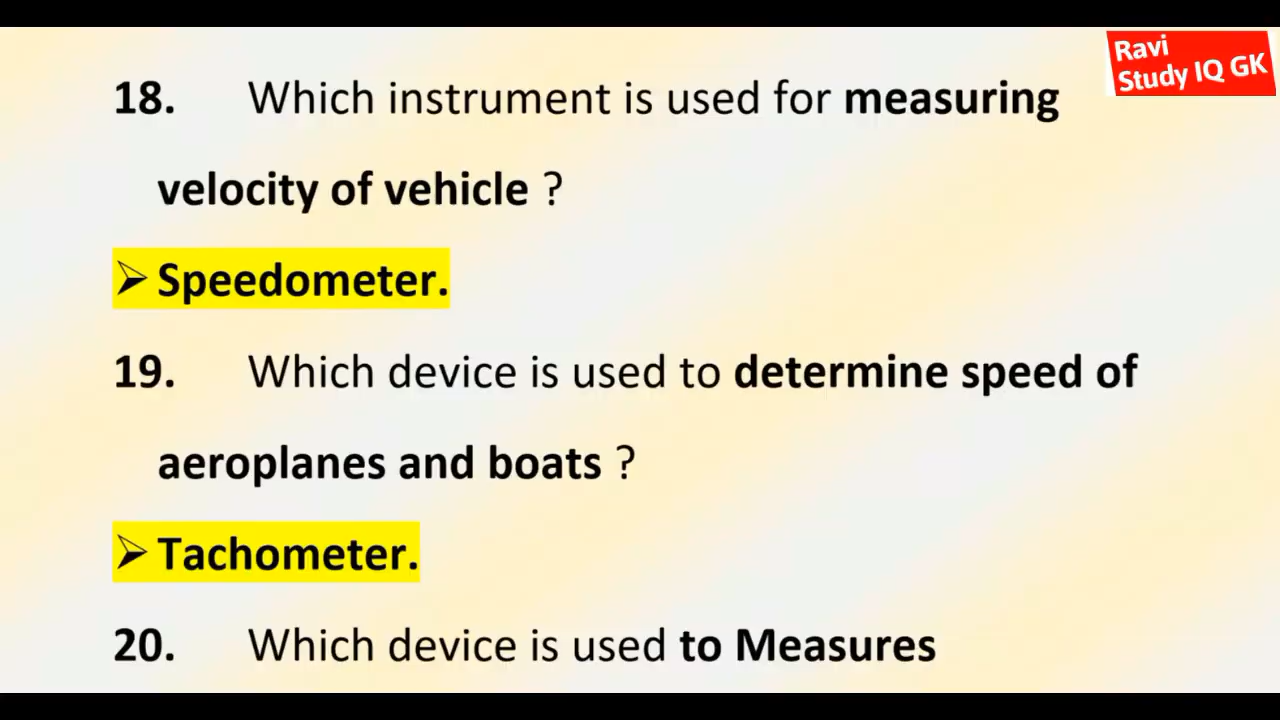 Ravi
Study IQ GK
18. Which instrument is used for measuring
velocity of vehicle ?
➢ Speedometer.
19. Which device is used to determine speed of
aeroplanes and boats ?
➢ Tachometer.
20. Which device is used to Measures